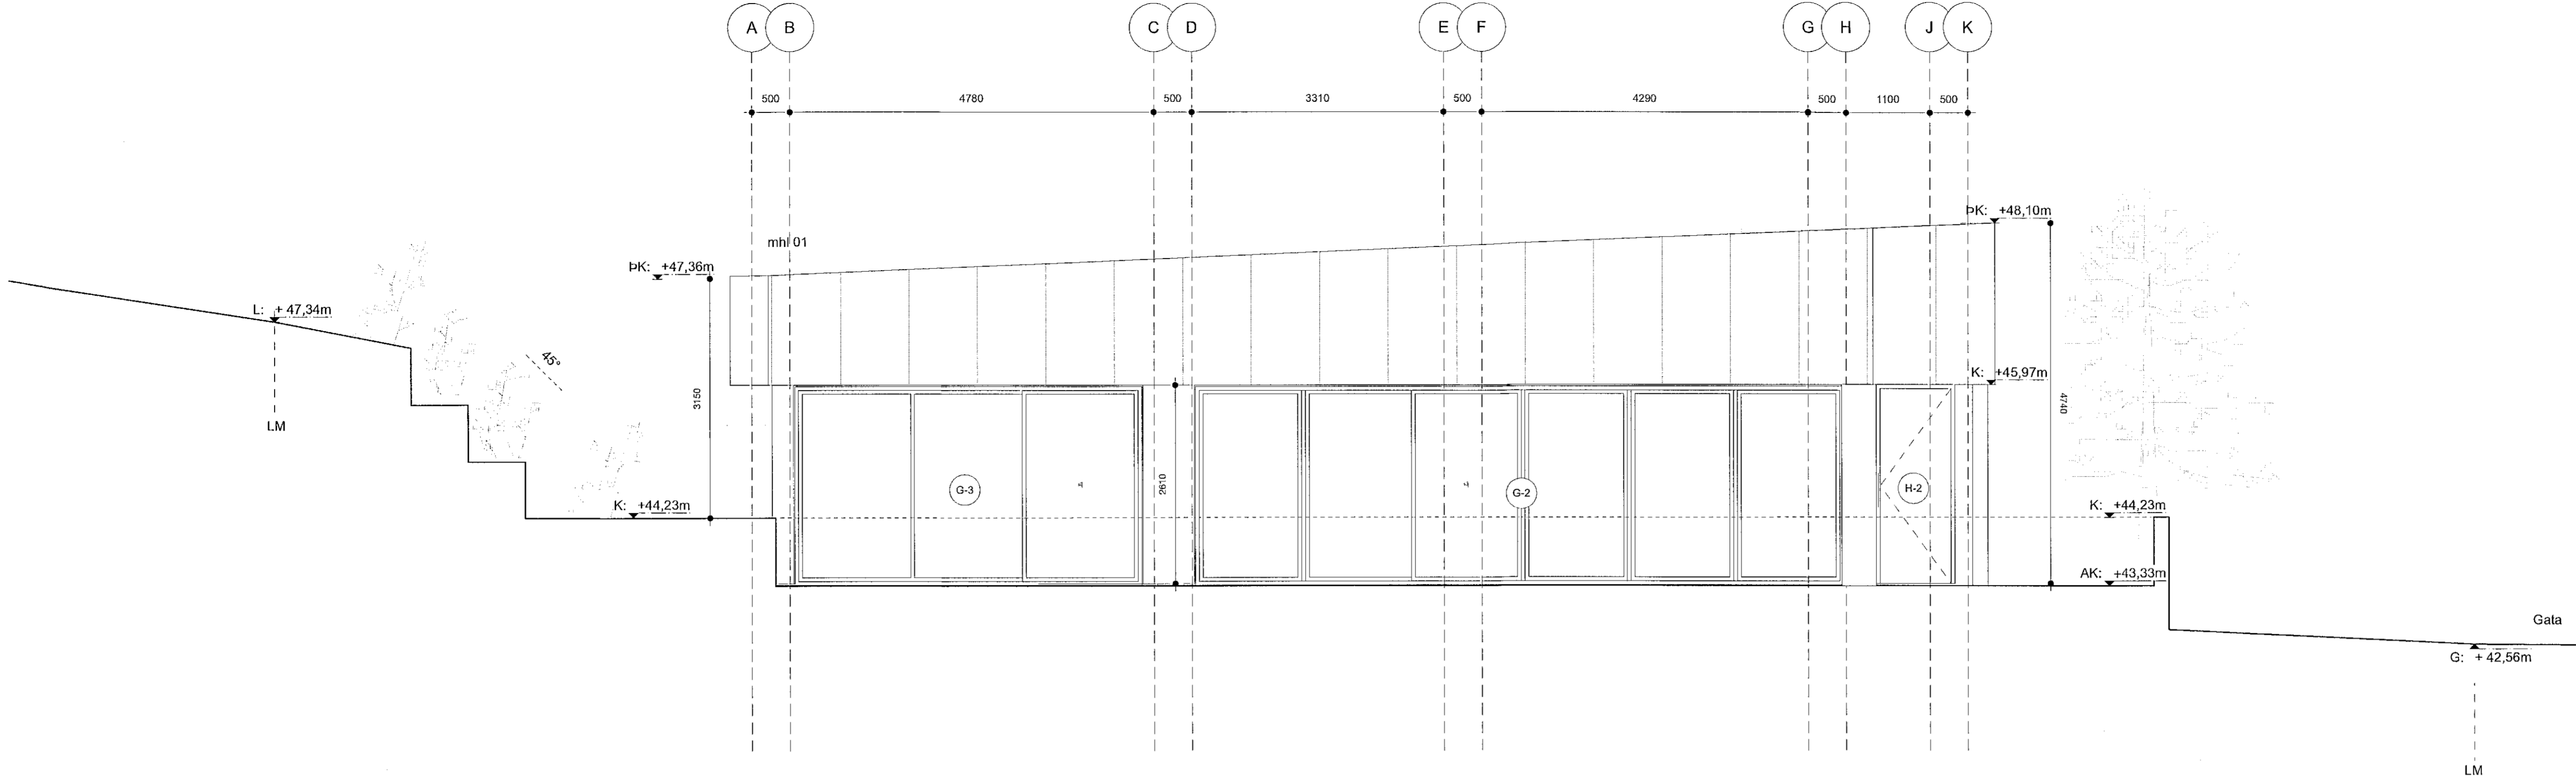 A B C D E F G H J K
500 4780 500 3310 500 4290 500 1100 500
ÞK: +48,10m
mhl 01
ÞK: +47,36m
L: + 47,34m
45°
K: +45,97m
3150
4740
LM
2610
G-3
G-2
H-2
K: +44,23m
K: +44,23m
AK: +43,33m
Gata
G: + 42,56m
LM